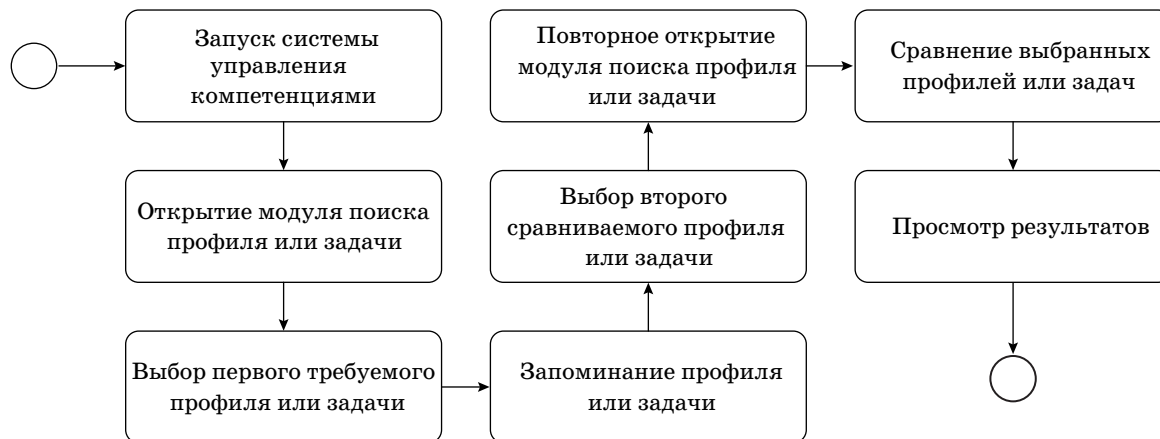 Запуск системы
управления
компетенциями
Открытие модуля поиска
профиля или задачи
Выбор первого требуемого
профиля или задачи
Запоминание профиля
или задачи
Выбор второго
сравниваемого профиля
или задачи
Повторное открытие
модуля поиска профиля
или задачи
Сравнение выбранных
профилей или задач
Просмотр результатов